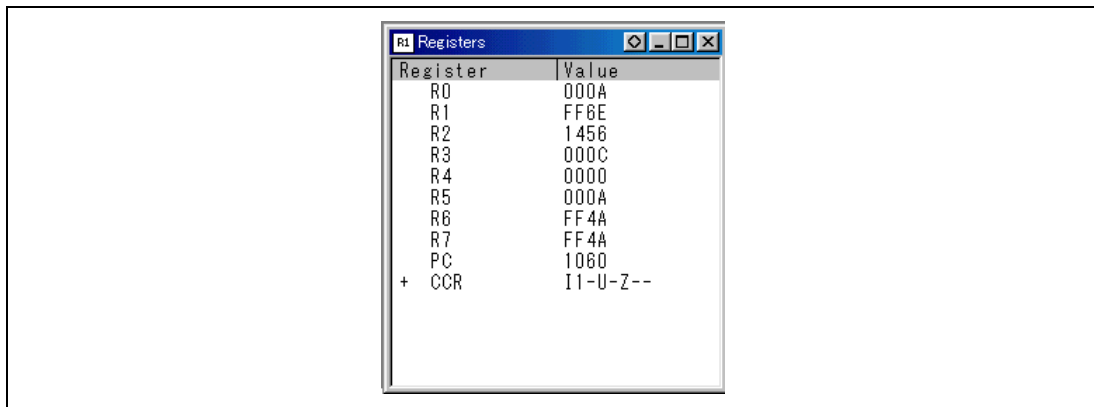 R1 Registers
Register Value
R0 000A
R1 FF6E
R2 1456
R3 000C
R4 0000
R5 000A
R6 FF4A
R7 FF4A
PC 1060
+ CCR I1-U-Z--